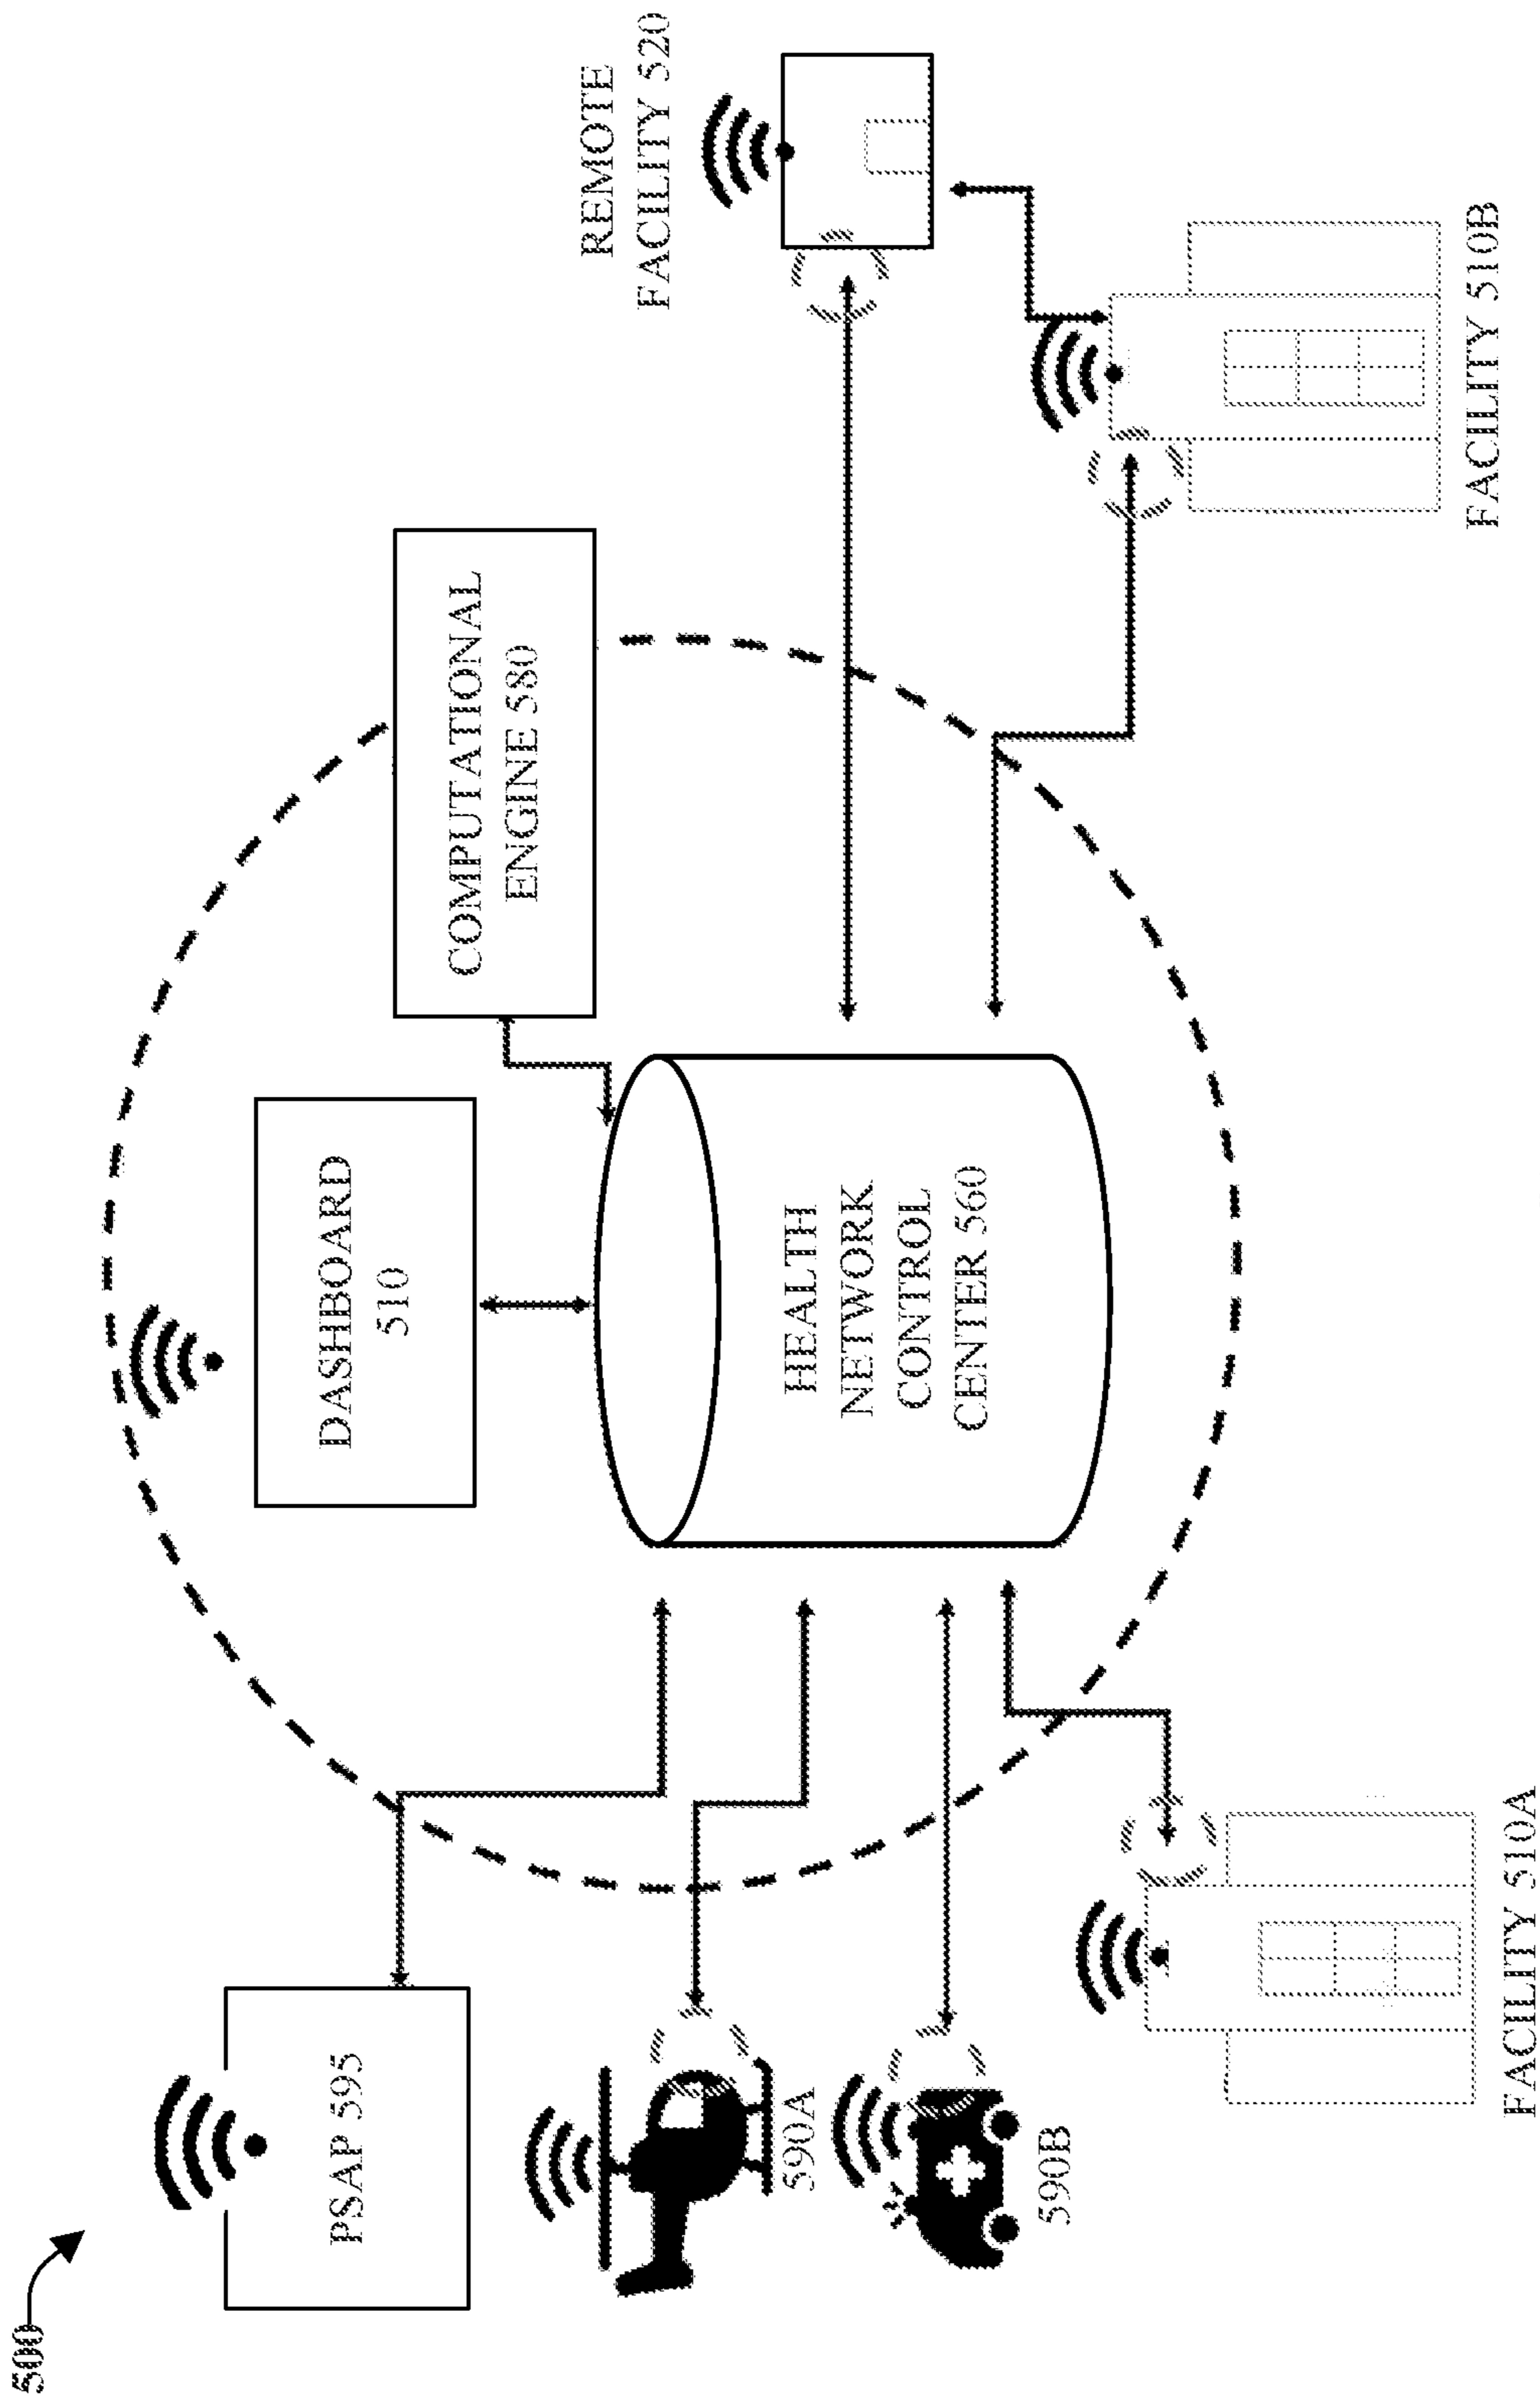 500
PSAP 595
590A
590B
FACILITY 510A
DASHBOARD
510
HEALTH
NETWORK
CONTROL
CENTER 560
COMPUTATIONAL
ENGINE 580
REMOTE
FACILITY 520
FACILITY 510B